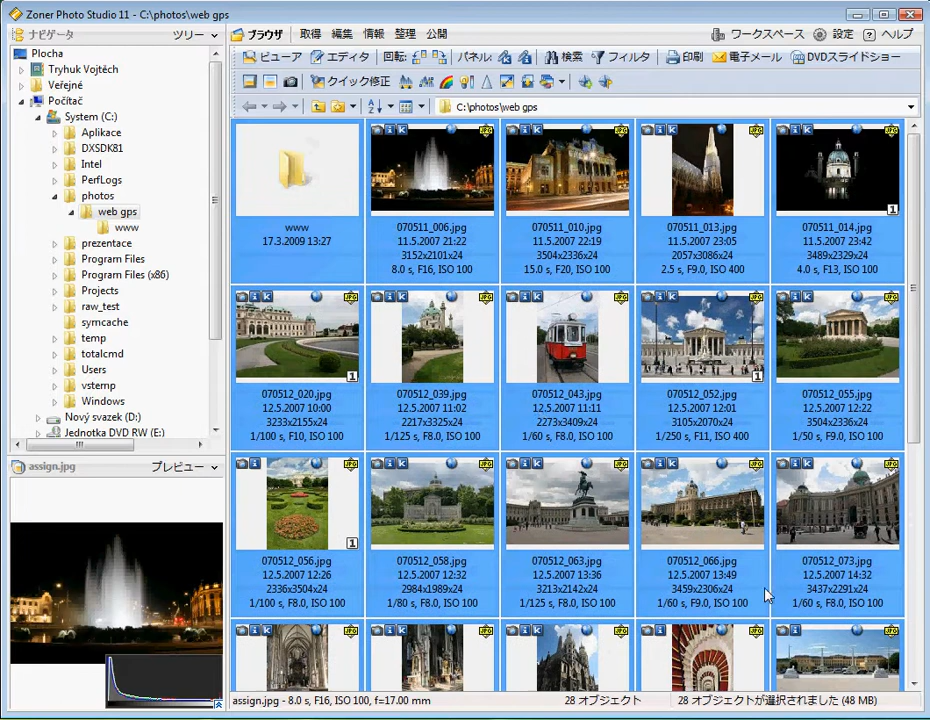 Zoner Photo Studio 11 - C:\photos\web gps
ナビゲータ ツリー
ブラウザ 取得 編集 情報 整理 公開 ワークスペース 設定 ヘルプ
ビューア エディタ 回転: パネル: 検索 フィルタ 印刷 電子メール DVDスライドショー
クイック修正
C:\photos\web gps
Plocha
Tryhuk Vojtěch
Veřejné
Počítač
System (C:)
Aplikace
DXSDK81
Intel
PerfLogs
photos
web gps
www
prezentace
Program Files
Program Files (x86)
Projects
raw_test
symcache
temp
totalcmd
Users
vstemp
Windows
Nový svazek (D:)
Jednotka DVD RW (E:)
assign.jpg プレビュー
www
17.3.2009 13:27
070511_006.jpg
11.5.2007 21:22
3152x2101x24
8.0 s, F16, ISO 100
070511_010.jpg
11.5.2007 22:19
3504x2336x24
15.0 s, F20, ISO 100
070511_013.jpg
11.5.2007 23:05
2057x3086x24
2.5 s, F9.0, ISO 400
070511_014.jpg
11.5.2007 23:42
3489x2329x24
4.0 s, F13, ISO 100
070512_020.jpg
12.5.2007 10:00
3233x2155x24
1/100 s, F10, ISO 100
070512_039.jpg
12.5.2007 11:02
2217x3325x24
1/125 s, F8.0, ISO 100
070512_043.jpg
12.5.2007 11:11
2273x3409x24
1/60 s, F8.0, ISO 100
070512_052.jpg
12.5.2007 12:01
3105x2070x24
1/250 s, F11, ISO 400
070512_055.jpg
12.5.2007 12:22
3504x2336x24
1/50 s, F9.0, ISO 100
070512_056.jpg
12.5.2007 12:26
2336x3504x24
1/100 s, F8.0, ISO 100
070512_058.jpg
12.5.2007 12:32
2984x1989x24
1/80 s, F8.0, ISO 100
070512_063.jpg
12.5.2007 13:36
3213x2142x24
1/125 s, F8.0, ISO 100
070512_066.jpg
12.5.2007 13:49
3459x2306x24
1/60 s, F9.0, ISO 100
070512_073.jpg
12.5.2007 14:32
3437x2291x24
1/60 s, F8.0, ISO 100
assign.jpg - 8.0 s, F16, ISO 100, f=17.00 mm
28 オブジェクト
28 オブジェクトが選択されました (48 MB)